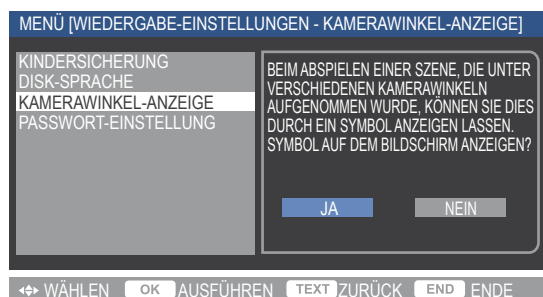 MENÜ [WIEDERGABE-EINSTELLUNGEN - KAMERAWINKEL-ANZEIGE]
KINDERSICHERUNG
DISK-SPRACHE
KAMERAWINKEL-ANZEIGE
PASSWORT-EINSTELLUNG
BEIM ABSPIELEN EINER SZENE, DIE UNTER
VERSCHIEDENEN KAMERAWINKELN
AUFGENOMMEN WURDE, KÖNNEN SIE DIES
DURCH EIN SYMBOL ANZEIGEN LASSEN.
SYMBOL AUF DEM BILDSCHIRM ANZEIGEN?
JA NEIN
WÄHLEN OK AUSFÜHREN TEXT ZURÜCK END ENDE